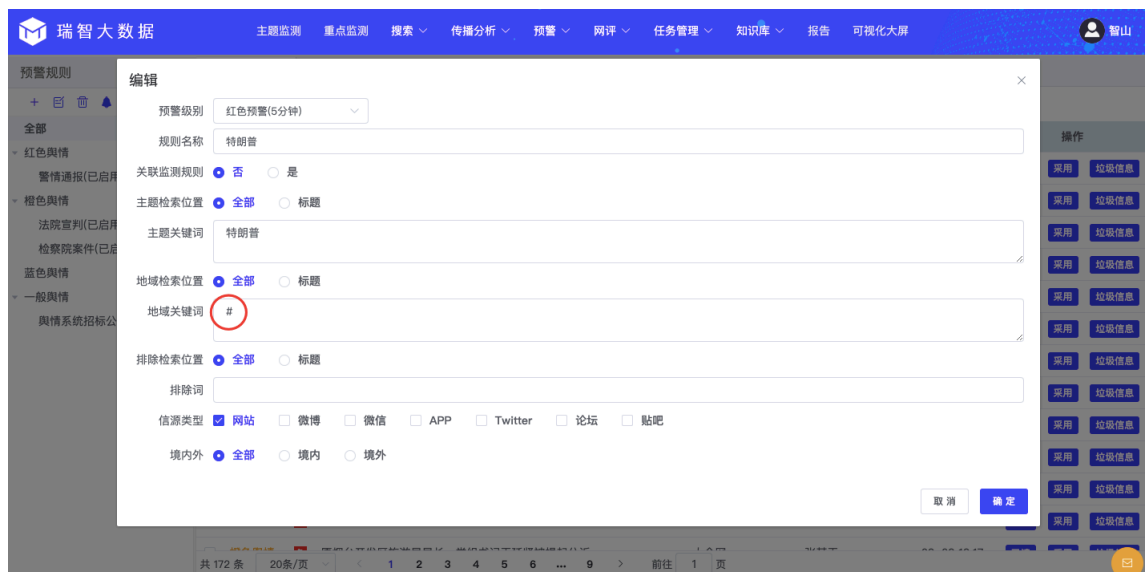 瑞智大数据 主题监测 重点监测 搜索 传播分析 预警 网评 任务管理 知识库 报告 可视化大屏 智山
预警规则
编辑
预警级别 红色预警(5分钟)
全部
规则名称 特朗普
操作
红色舆情
关联监测规则 否 是
采用 垃圾信息
警情通报(已启用
橙色舆情
主题检索位置 全部 标题
采用 垃圾信息
法院宣判(已启用
主题关键词 特朗普
采用 垃圾信息
检察院案件(已启
蓝色舆情
地域检索位置 全部 标题
采用 垃圾信息
一般舆情
采用 垃圾信息
地域关键词 #
舆情系统招标公
采用 垃圾信息
排除检索位置 全部 标题
采用 垃圾信息
排除词
采用 垃圾信息
信源类型 网站 微博 微信 APP Twitter 论坛 贴吧
采用 垃圾信息
境内外 全部 境内 境外
采用 垃圾信息
取消 确定
采用 垃圾信息
采用 垃圾信息
共 172 条 20条/页 1 2 3 4 5 6 ... 9 前往 1 页